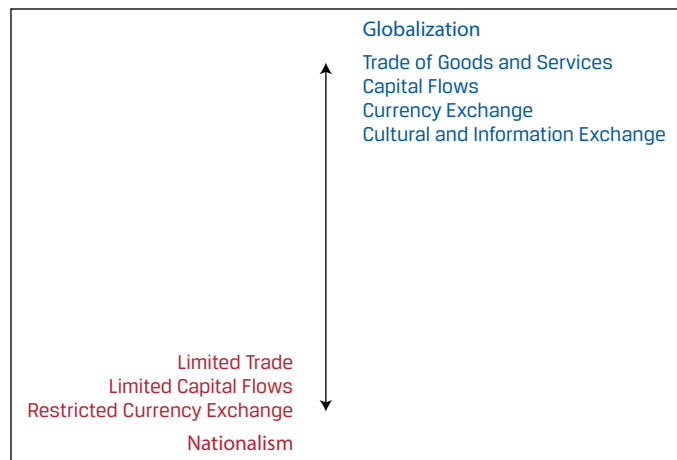 Globalization
Trade of Goods and Services
Capital Flows
Currency Exchange
Cultural and Information Exchange
Limited Trade
Limited Capital Flows
Restricted Currency Exchange
Nationalism